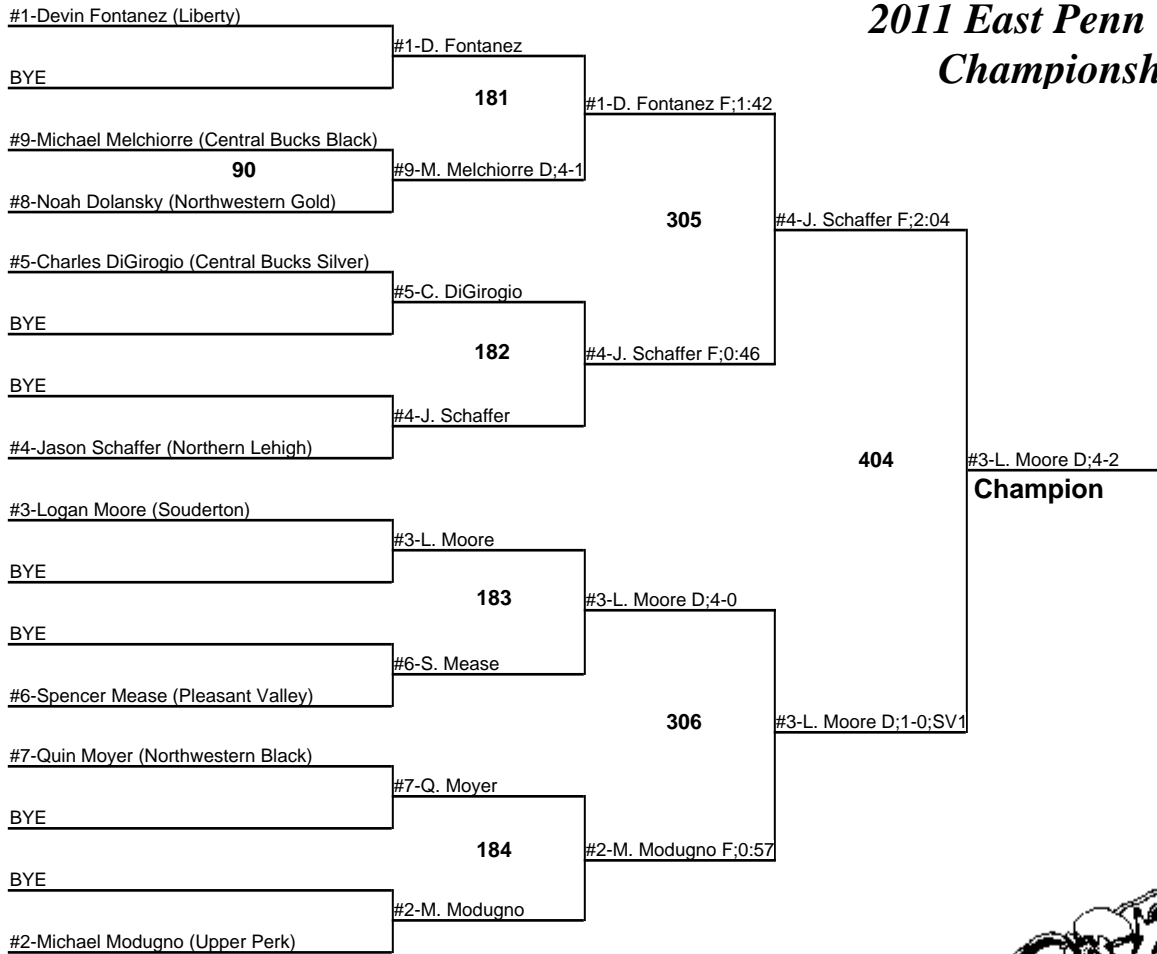 2011 East Penn
Championsh
#1-Devin Fontanez (Liberty)
#1-D. Fontanez
BYE
181
#1-D. Fontanez F;1:42
#9-Michael Melchiorre (Central Bucks Black)
90
#9-M. Melchiorre D;4-1
#8-Noah Dolansky (Northwestern Gold)
305
#4-J. Schaffer F;2:04
#5-Charles DiGirogio (Central Bucks Silver)
#5-C. DiGirogio
BYE
182
#4-J. Schaffer F;0:46
BYE
#4-J. Schaffer
#4-Jason Schaffer (Northern Lehigh)
404
#3-L. Moore D;4-2
Champion
#3-Logan Moore (Souderton)
#3-L. Moore
BYE
183
#3-L. Moore D;4-0
BYE
#6-S. Mease
#6-Spencer Mease (Pleasant Valley)
306
#3-L. Moore D;1-0;SV1
#7-Quin Moyer (Northwestern Black)
#7-Q. Moyer
BYE
184
#2-M. Modugno F;0:57
BYE
#2-M. Modugno
#2-Michael Modugno (Upper Perk)